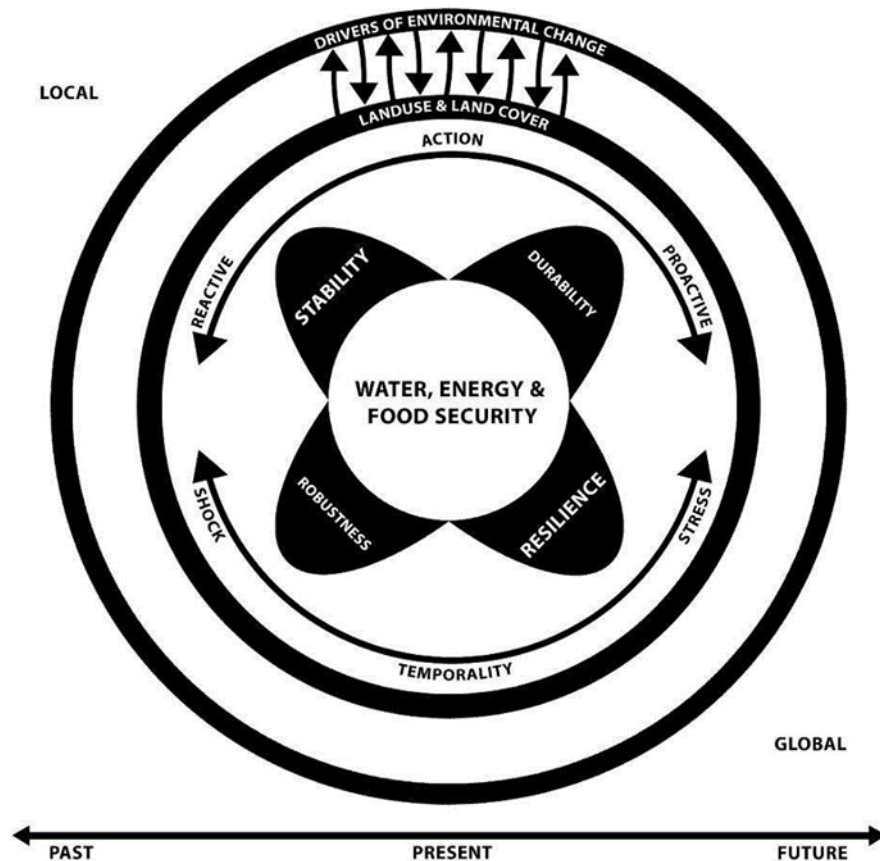 DRIVERS OF ENVIRONMENTAL CHANGE
LOCAL
LANDUSE & LAND COVER
ACTION
REACTIVE
PROACTIVE
STABILITY
DURABILITY
WATER, ENERGY &
FOOD SECURITY
ROBUSTNESS
RESILIENCE
SHOCK
STRESS
TEMPORALITY
GLOBAL
PAST
PRESENT
FUTURE